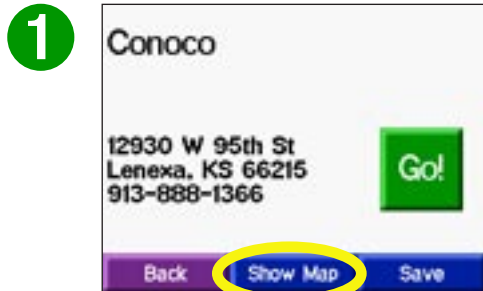 1
Conoco
12930 W 95th St
Lenexa, KS 66215
913-888-1366
Go!
Back Show Map Save